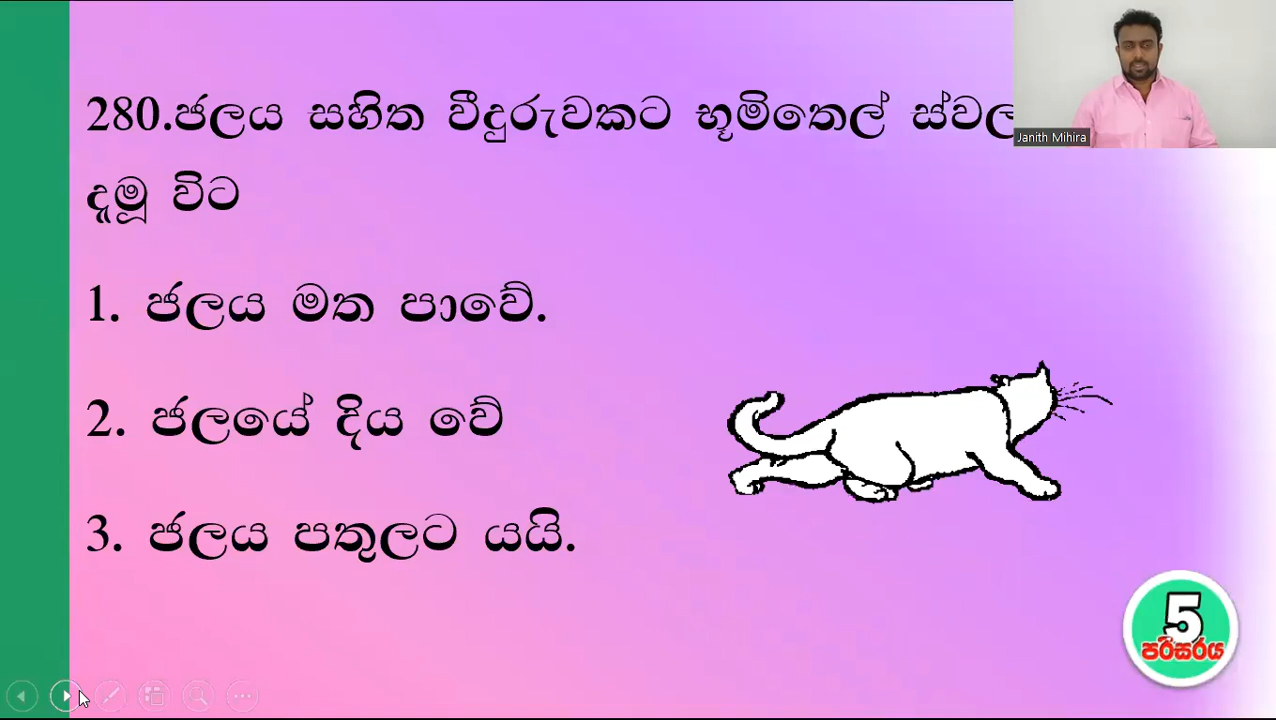 280.ජලය සහිත වීදුරුවකට භූමිතෙල්
දැමූ විට
1. ජලය මත පාවේ.
2. ජලයේ දිය වේ
3. ජලය පතුලට යයි.
Janith Mihira
5
පරිසරය